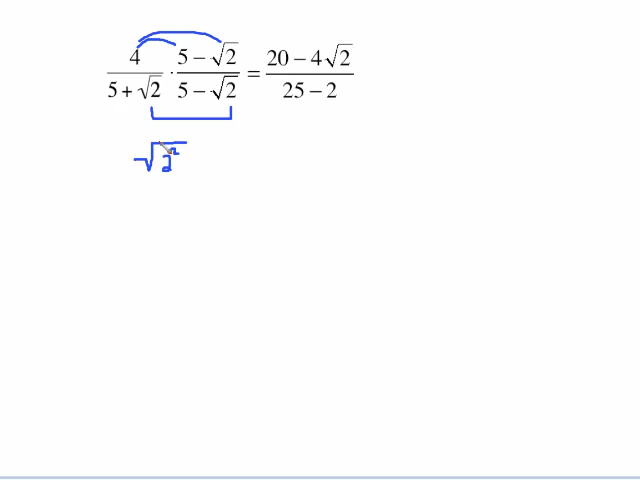 4/(5 + √2) · (5 − √2)/(5 − √2) = (20 − 4√2)/(25 − 2)
−√2²